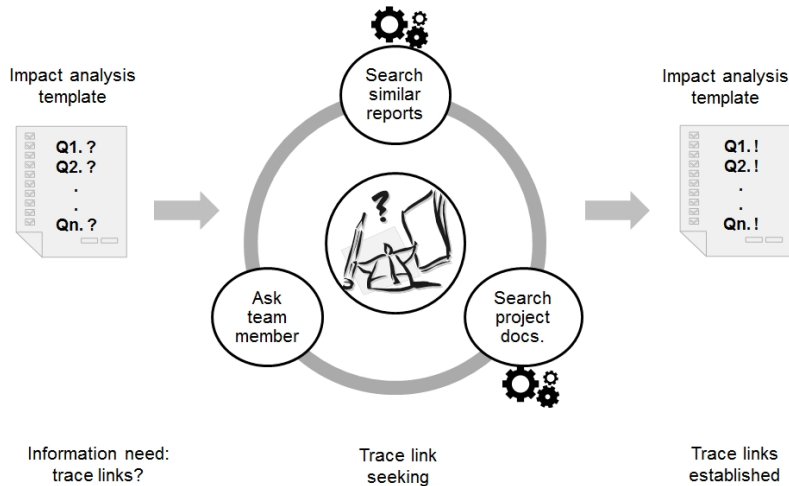 Impact analysis
template
Q1. ?
Q2. ?
.
.
Qn. ?
Search
similar
reports
?
Ask
team
member
Search
project
docs.
Impact analysis
template
Q1. !
Q2. !
.
.
Qn. !
Information need:
trace links?
Trace link
seeking
Trace links
established